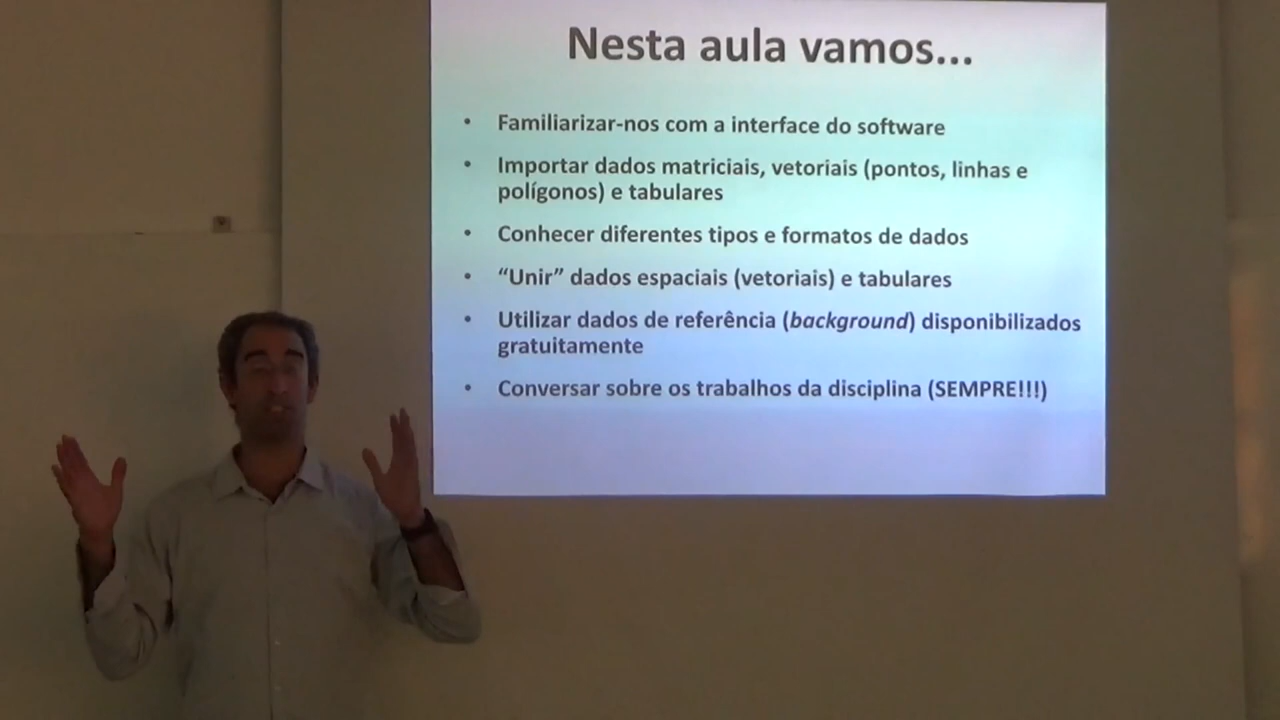 Nesta aula vamos...
• Familiarizar-nos com a interface do software
• Importar dados matriciais, vetoriais (pontos, linhas e
polígonos) e tabulares
• Conhecer diferentes tipos e formatos de dados
• “Unir” dados espaciais (vetoriais) e tabulares
• Utilizar dados de referência (background) disponibilizados
gratuitamente
• Conversar sobre os trabalhos da disciplina (SEMPRE!!!)